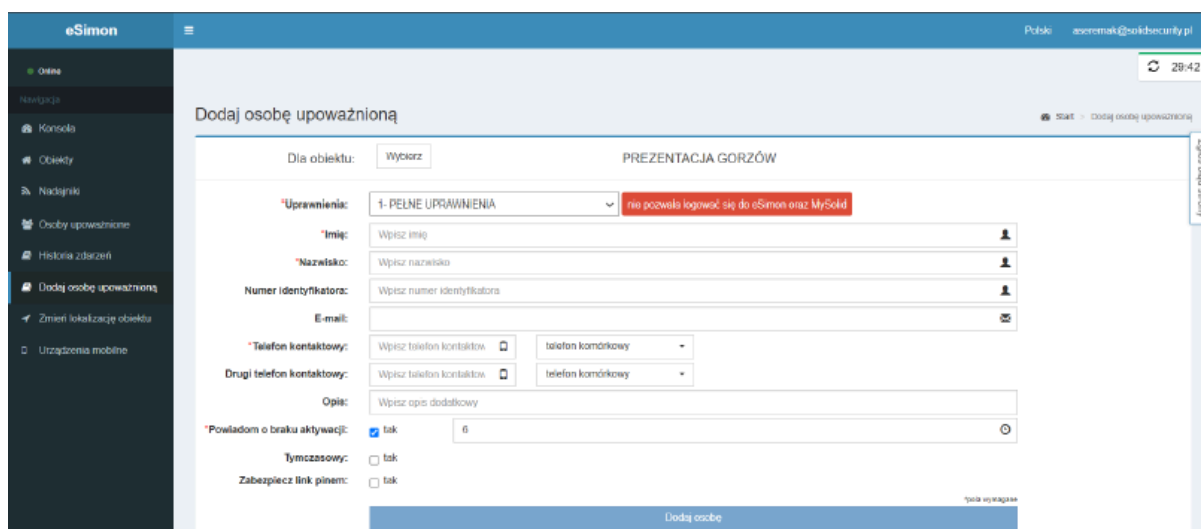 eSimon
Polski aseremak@solidsecurity.pl
Online
29:42
Nawigacja
Dodaj osobę upoważnioną
Start > Dodaj osobę upoważnioną
Konsola
Obiekty
Nadajniki
Osoby upoważnione
Historia zdarzeń
Dodaj osobę upoważnioną
Zmień lokalizację obiektu
Urządzenia mobilne
Dla obiektu: Wybierz PREZENTACJA GORZÓW
*Uprawnienia: 1- PEŁNE UPRAWNIENIA nie pozwala logować się do eSimon oraz MySolid
*Imię: Wpisz imię
*Nazwisko: Wpisz nazwisko
Numer identyfikatora: Wpisz numer identyfikatora
E-mail:
*Telefon kontaktowy: Wpisz telefon kontaktow telefon komórkowy
Drugi telefon kontaktowy: Wpisz telefon kontaktow telefon komórkowy
Opis: Wpisz opis dodatkowy
*Powiadom o braku aktywacji: tak 6
Tymczasowy: tak
Zabezpiecz link pinem: tak
*pola wymagane
Dodaj osobę